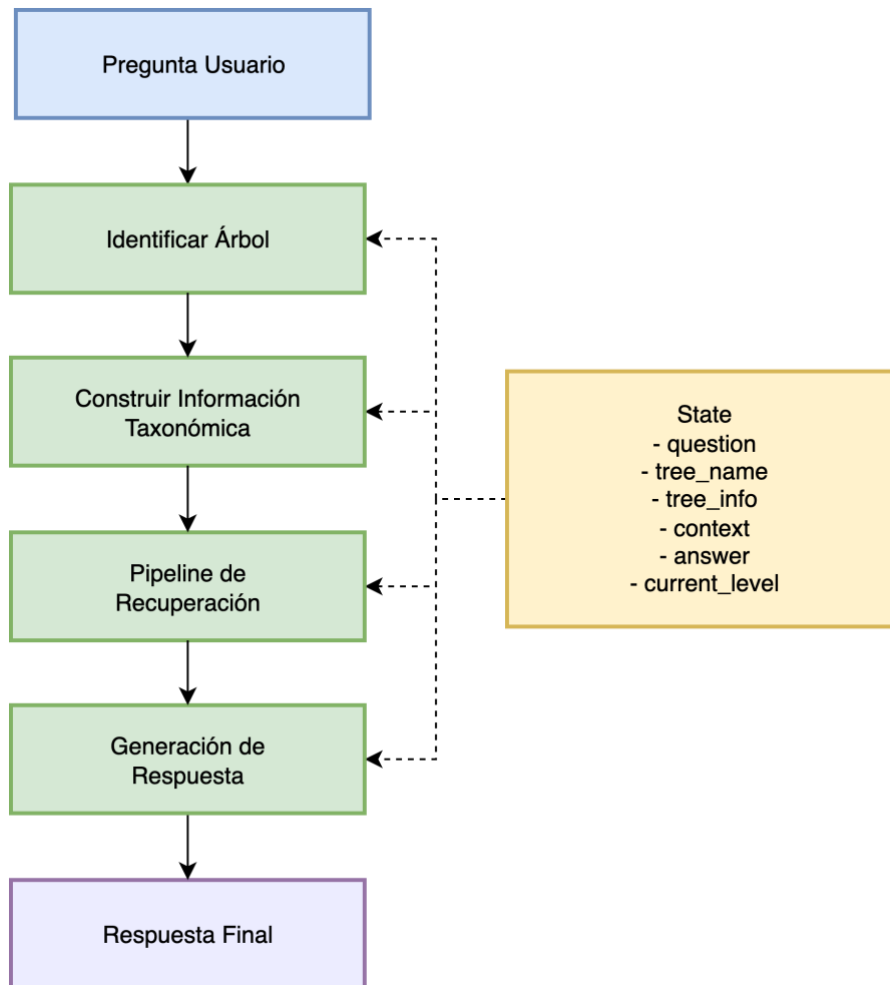 Pregunta Usuario
Identificar Árbol
Construir Información
Taxonómica
Pipeline de
Recuperación
Generación de
Respuesta
Respuesta Final
State
- question
- tree_name
- tree_info
- context
- answer
- current_level